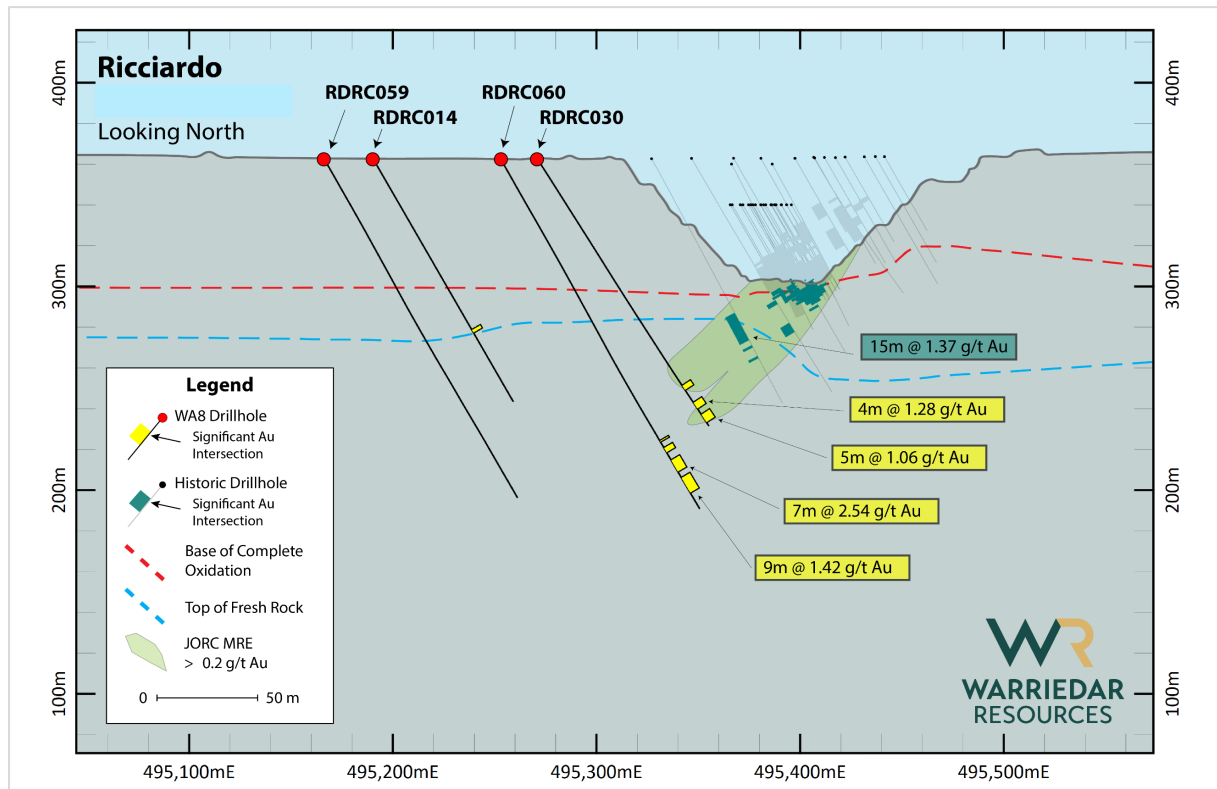 Ricciardo
Looking North
RDRC059
RDRC014
RDRC060
RDRC030
400m
300m
200m
100m
400m
300m
200m
100m
15m @ 1.37 g/t Au
4m @ 1.28 g/t Au
5m @ 1.06 g/t Au
7m @ 2.54 g/t Au
9m @ 1.42 g/t Au
Legend
WA8 Drillhole
Significant Au
Intersection
Historic Drillhole
Significant Au
Intersection
Base of Complete
Oxidation
Top of Fresh Rock
JORC MRE
> 0.2 g/t Au
0 50 m
WR
WARRIEDAR
RESOURCES
495,100mE
495,200mE
495,300mE
495,400mE
495,500mE